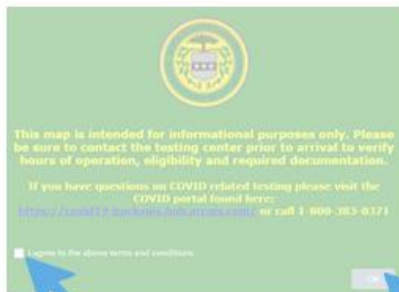 This map is intended for informational purposes only. Please
be sure to contact the testing center prior to arrival to verify
hours of operation, eligibility and required documentation.
If you have questions on COVID related testing please visit the
COVID portal found here:
or call 1-800-383-0371
I agree to the above terms and conditions
OK